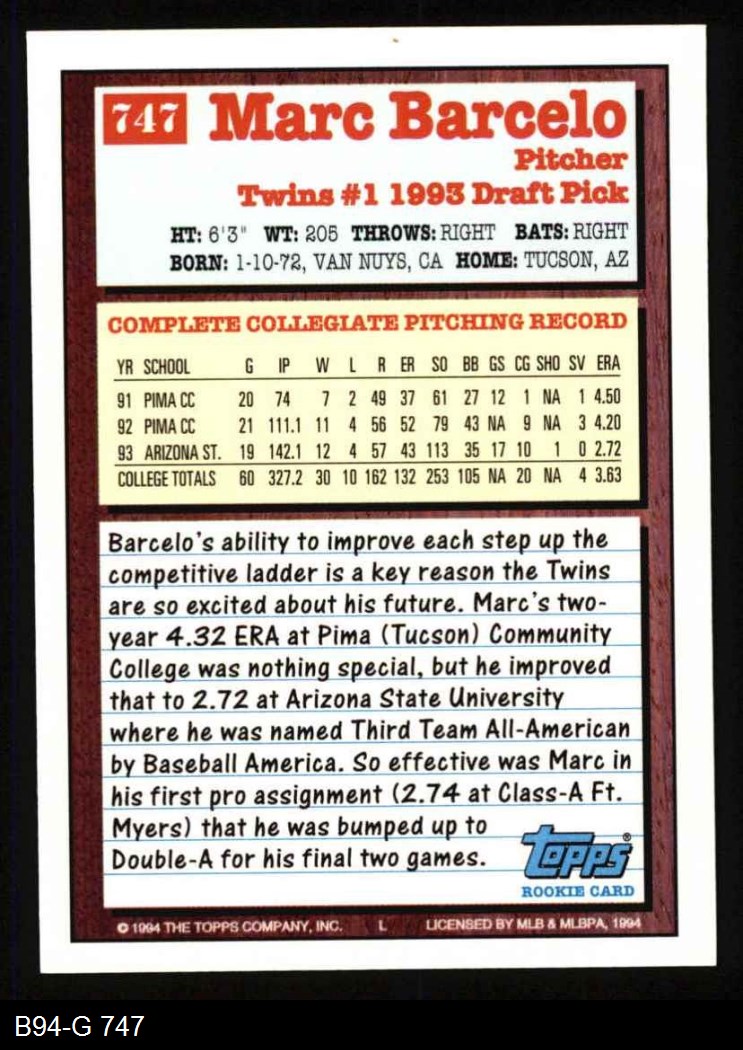 747 Marc Barcelo
Pitcher
Twins #1 1993 Draft Pick
HT: 6'3" WT: 205 THROWS: RIGHT BATS: RIGHT
BORN: 1-10-72, VAN NUYS, CA HOME: TUCSON, AZ
COMPLETE COLLEGIATE PITCHING RECORD
YR SCHOOL G IP W L R ER SO BB GS CG SHO SV ERA
91 PIMA CC 20 74 7 2 49 37 61 27 12 1 NA 1 4.50
92 PIMA CC 21 111.1 11 4 56 52 79 43 NA 9 NA 3 4.20
93 ARIZONA ST. 19 142.1 12 4 57 43 113 35 17 10 1 0 2.72
COLLEGE TOTALS 60 327.2 30 10 162 132 253 105 NA 20 NA 4 3.63
Barcelo's ability to improve each step up the
competitive ladder is a key reason the Twins
are so excited about his future. Marc's two-
year 4.32 ERA at Pima (Tucson) Community
College was nothing special, but he improved
that to 2.72 at Arizona State University
where he was named Third Team All-American
by Baseball America. So effective was Marc in
his first pro assignment (2.74 at Class-A Ft.
Myers) that he was bumped up to
Double-A for his final two games.
Topps®
ROOKIE CARD
© 1994 THE TOPPS COMPANY, INC. L LICENSED BY MLB & MLBPA, 1994
B94-G 747